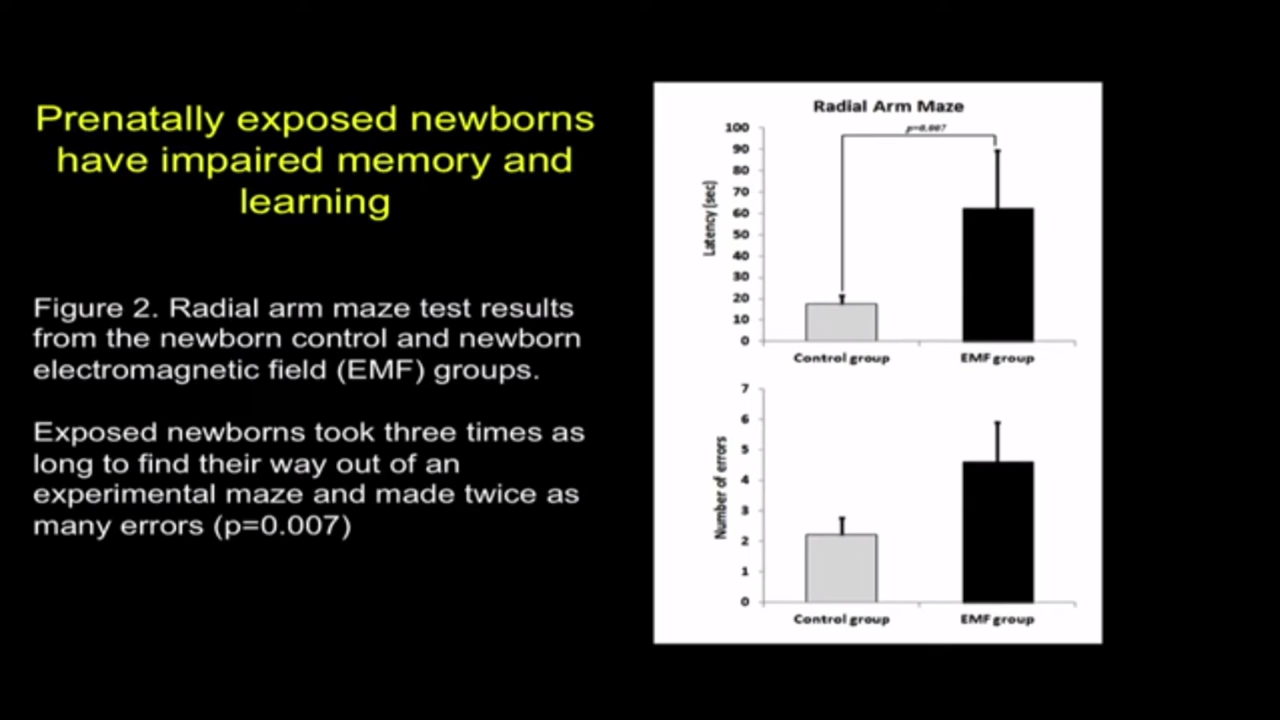 Prenatally exposed newborns
have impaired memory and
learning
Figure 2. Radial arm maze test results
from the newborn control and newborn
electromagnetic field (EMF) groups.
Exposed newborns took three times as
long to find their way out of an
experimental maze and made twice as
many errors (p=0.007)
Radial Arm Maze
p=0.007
Latency (sec)
100
90
80
70
60
50
40
30
20
10
0
Control group
EMF group
Number of errors
7
6
5
4
3
2
1
0
Control group
EMF group